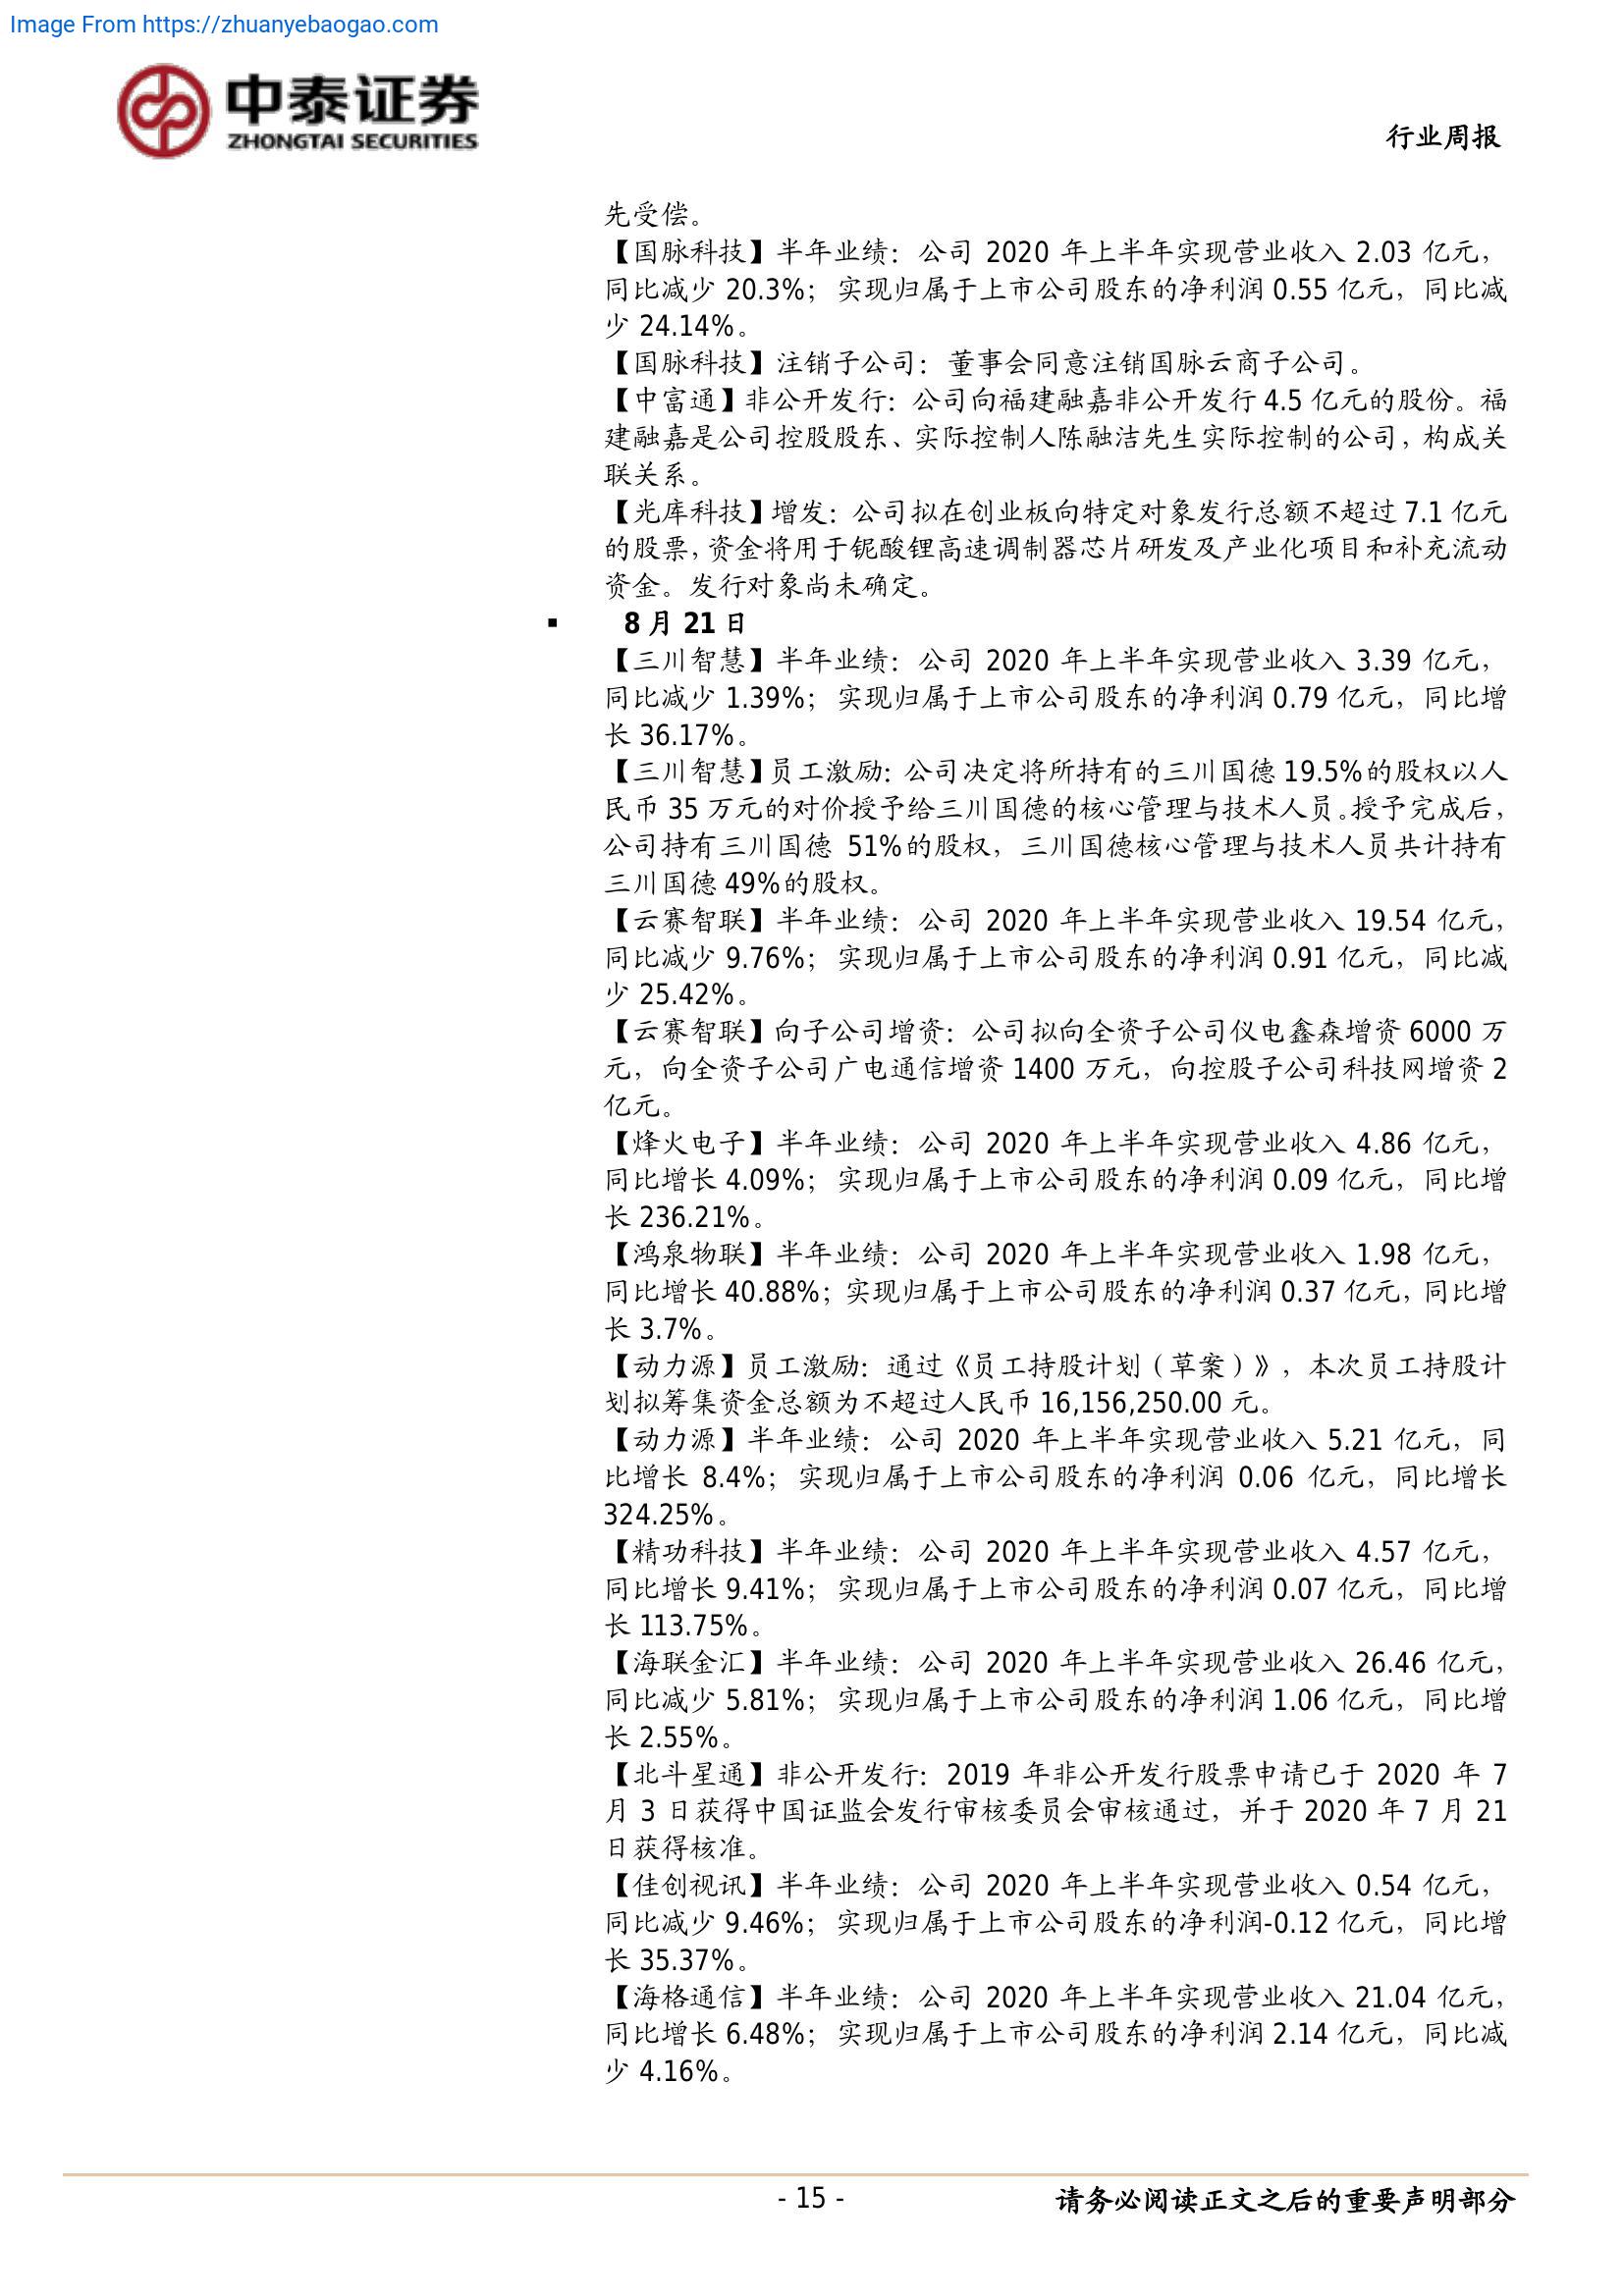 Image From https://zhuanyebaogao.com
中泰证券
ZHONGTAI SECURITIES
行业周报
先受偿。
【国脉科技】半年业绩：公司 2020 年上半年实现营业收入 2.03 亿元，
同比减少 20.3%；实现归属于上市公司股东的净利润 0.55 亿元，同比减
少 24.14%。
【国脉科技】注销子公司：董事会同意注销国脉云商子公司。
【中富通】非公开发行：公司向福建融嘉非公开发行 4.5 亿元的股份。福
建融嘉是公司控股股东、实际控制人陈融洁先生实际控制的公司，构成关
联关系。
【光库科技】增发：公司拟在创业板向特定对象发行总额不超过 7.1 亿元
的股票，资金将用于铌酸锂高速调制器芯片研发及产业化项目和补充流动
资金。发行对象尚未确定。
▪ 8 月 21 日
【三川智慧】半年业绩：公司 2020 年上半年实现营业收入 3.39 亿元，
同比减少 1.39%；实现归属于上市公司股东的净利润 0.79 亿元，同比增
长 36.17%。
【三川智慧】员工激励：公司决定将所持有的三川国德 19.5%的股权以人
民币 35 万元的对价授予给三川国德的核心管理与技术人员。授予完成后，
公司持有三川国德 51%的股权，三川国德核心管理与技术人员共计持有
三川国德 49%的股权。
【云赛智联】半年业绩：公司 2020 年上半年实现营业收入 19.54 亿元，
同比减少 9.76%；实现归属于上市公司股东的净利润 0.91 亿元，同比减
少 25.42%。
【云赛智联】向子公司增资：公司拟向全资子公司仪电鑫森增资 6000 万
元，向全资子公司广电通信增资 1400 万元，向控股子公司科技网增资 2
亿元。
【烽火电子】半年业绩：公司 2020 年上半年实现营业收入 4.86 亿元，
同比增长 4.09%；实现归属于上市公司股东的净利润 0.09 亿元，同比增
长 236.21%。
【鸿泉物联】半年业绩：公司 2020 年上半年实现营业收入 1.98 亿元，
同比增长 40.88%；实现归属于上市公司股东的净利润 0.37 亿元，同比增
长 3.7%。
【动力源】员工激励：通过《员工持股计划（草案）》，本次员工持股计
划拟筹集资金总额为不超过人民币 16,156,250.00 元。
【动力源】半年业绩：公司 2020 年上半年实现营业收入 5.21 亿元，同
比增长 8.4%；实现归属于上市公司股东的净利润 0.06 亿元，同比增长
324.25%。
【精功科技】半年业绩：公司 2020 年上半年实现营业收入 4.57 亿元，
同比增长 9.41%；实现归属于上市公司股东的净利润 0.07 亿元，同比增
长 113.75%。
【海联金汇】半年业绩：公司 2020 年上半年实现营业收入 26.46 亿元，
同比减少 5.81%；实现归属于上市公司股东的净利润 1.06 亿元，同比增
长 2.55%。
【北斗星通】非公开发行：2019 年非公开发行股票申请已于 2020 年 7
月 3 日获得中国证监会发行审核委员会审核通过，并于 2020 年 7 月 21
日获得核准。
【佳创视讯】半年业绩：公司 2020 年上半年实现营业收入 0.54 亿元，
同比减少 9.46%；实现归属于上市公司股东的净利润-0.12 亿元，同比增
长 35.37%。
【海格通信】半年业绩：公司 2020 年上半年实现营业收入 21.04 亿元，
同比增长 6.48%；实现归属于上市公司股东的净利润 2.14 亿元，同比减
少 4.16%。
- 15 -
请务必阅读正文之后的重要声明部分